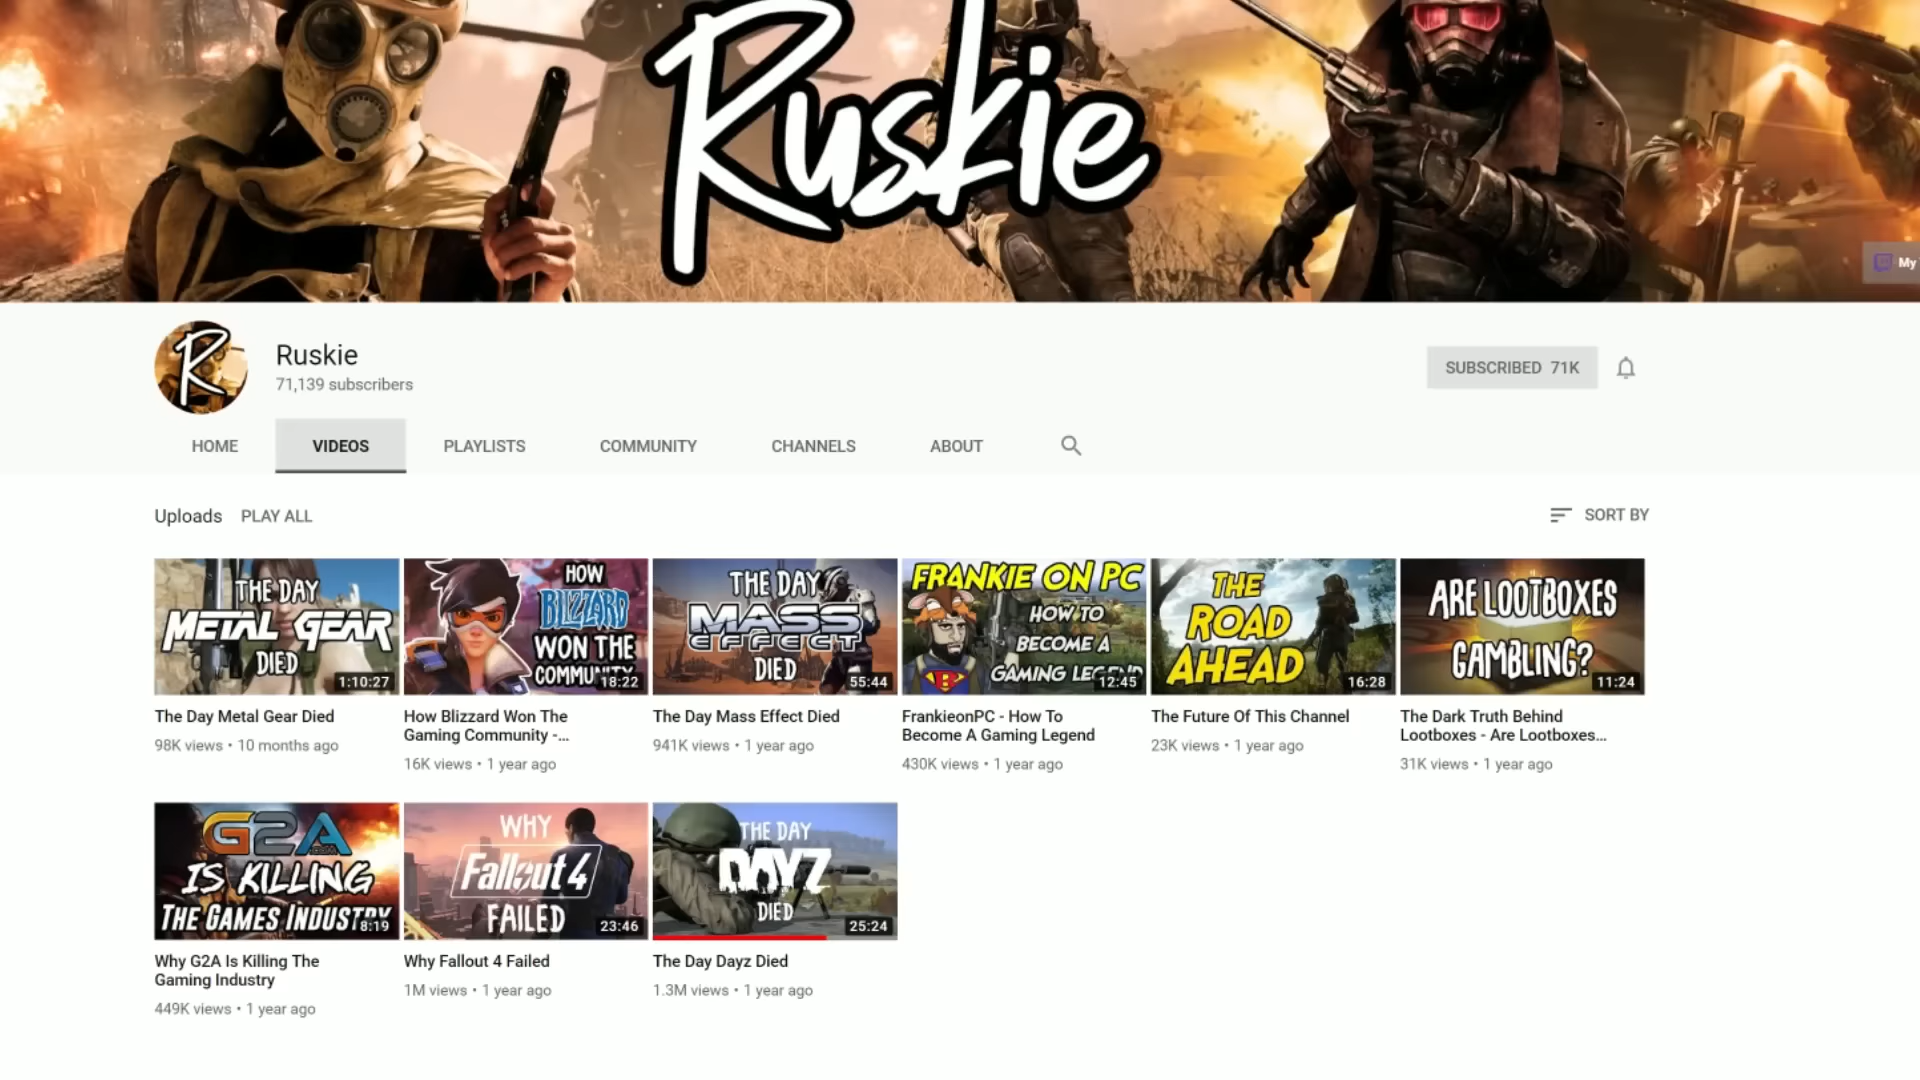 Ruskie
My
R
Ruskie
71,139 subscribers
SUBSCRIBED 71K
HOME VIDEOS PLAYLISTS COMMUNITY CHANNELS ABOUT
Uploads PLAY ALL
SORT BY
THE DAY
METAL GEAR
DIED
1:10:27
HOW
BLIZZARD
WON THE
COMMUNITY
18:22
THE DAY
MASS
EFFECT
DIED
55:44
FRANKIE ON PC
HOW TO
BECOME A
GAMING LEGEND
B
12:45
THE
ROAD
AHEAD
16:28
ARE LOOTBOXES
GAMBLING?
11:24
The Day Metal Gear Died
98K views • 10 months ago
How Blizzard Won The
Gaming Community -...
16K views • 1 year ago
The Day Mass Effect Died
941K views • 1 year ago
FrankieonPC - How To
Become A Gaming Legend
430K views • 1 year ago
The Future Of This Channel
23K views • 1 year ago
The Dark Truth Behind
Lootboxes - Are Lootboxes...
31K views • 1 year ago
G2A
IS KILLING
THE GAMES INDUSTRY
8:19
WHY
Fallout 4
FAILED
23:46
THE DAY
DAYZ
DIED
25:24
Why G2A Is Killing The
Gaming Industry
449K views • 1 year ago
Why Fallout 4 Failed
1M views • 1 year ago
The Day Dayz Died
1.3M views • 1 year ago